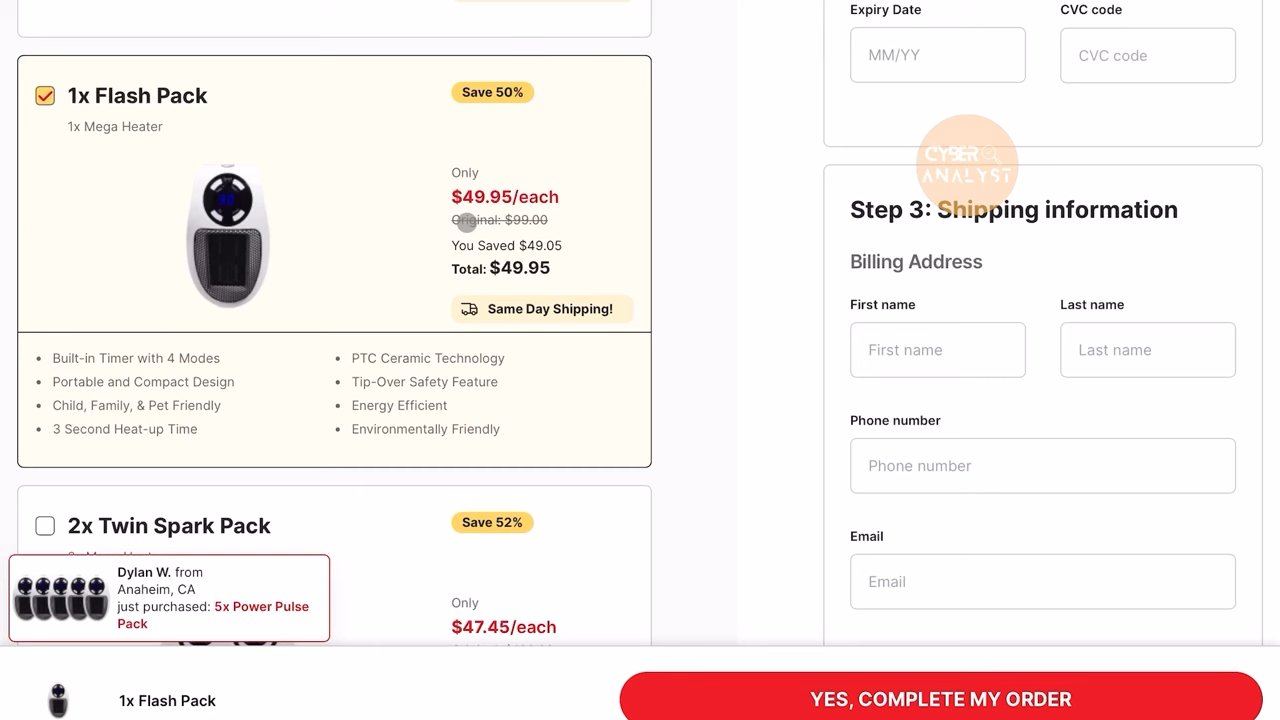 1x Flash Pack
Save 50%
1x Mega Heater
Only
$49.95/each
Original: $99.00
You Saved $49.05
Total: $49.95
Same Day Shipping!
Built-in Timer with 4 Modes
Portable and Compact Design
Child, Family, & Pet Friendly
3 Second Heat-up Time
PTC Ceramic Technology
Tip-Over Safety Feature
Energy Efficient
Environmentally Friendly
2x Twin Spark Pack
Save 52%
Only
$47.45/each
Dylan W. from
Anaheim, CA
just purchased: 5x Power Pulse
Pack
Expiry Date
CVC code
MM/YY
CVC code
CYBER
ANALYST
Step 3: Shipping information
Billing Address
First name
Last name
First name
Last name
Phone number
Phone number
Email
Email
1x Flash Pack
YES, COMPLETE MY ORDER